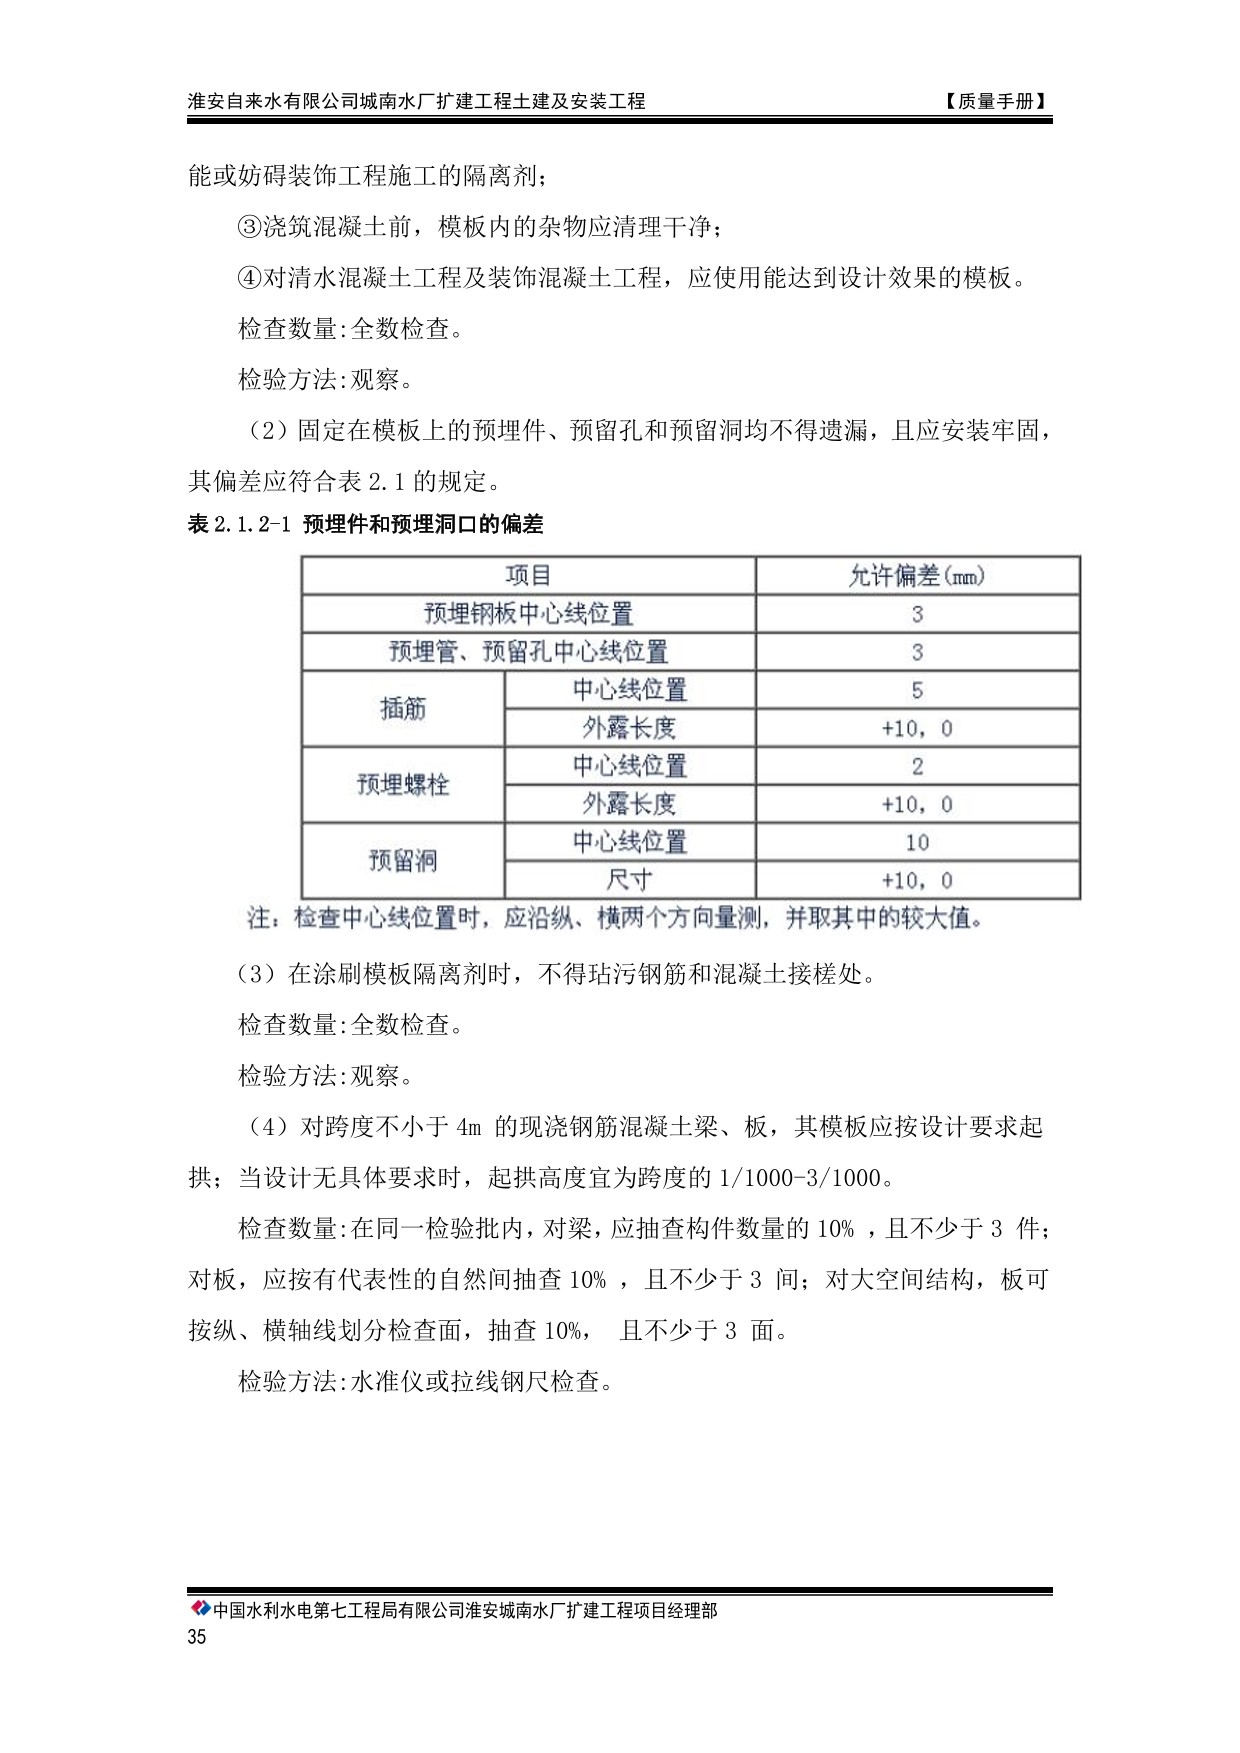 淮安自来水有限公司城南水厂扩建工程土建及安装工程 【质量手册】
能或妨碍装饰工程施工的隔离剂；
③浇筑混凝土前，模板内的杂物应清理干净；
④对清水混凝土工程及装饰混凝土工程，应使用能达到设计效果的模板。
检查数量:全数检查。
检验方法:观察。
（2）固定在模板上的预埋件、预留孔和预留洞均不得遗漏，且应安装牢固，
其偏差应符合表 2.1 的规定。
表 2.1.2-1 预埋件和预埋洞口的偏差
项目 允许偏差(mm)
预埋钢板中心线位置 3
预埋管、预留孔中心线位置 3
插筋 中心线位置 5
外露长度 +10，0
预埋螺栓 中心线位置 2
外露长度 +10，0
预留洞 中心线位置 10
尺寸 +10，0
注：检查中心线位置时，应沿纵、横两个方向量测，并取其中的较大值。
（3）在涂刷模板隔离剂时，不得玷污钢筋和混凝土接槎处。
检查数量:全数检查。
检验方法:观察。
（4）对跨度不小于 4m 的现浇钢筋混凝土梁、板，其模板应按设计要求起
拱；当设计无具体要求时，起拱高度宜为跨度的 1/1000-3/1000。
检查数量:在同一检验批内，对梁，应抽查构件数量的 10% ，且不少于 3 件；
对板，应按有代表性的自然间抽查 10% ，且不少于 3 间；对大空间结构，板可
按纵、横轴线划分检查面，抽查 10%， 且不少于 3 面。
检验方法:水准仪或拉线钢尺检查。
中国水利水电第七工程局有限公司淮安城南水厂扩建工程项目经理部
35